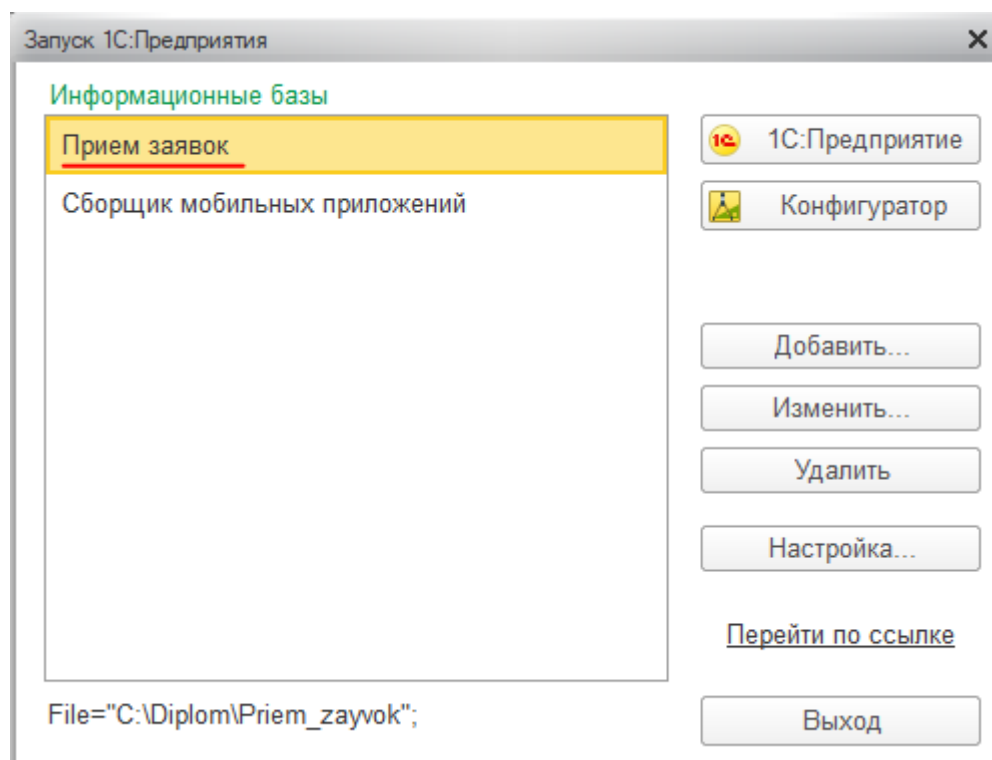 Запуск 1С:Предприятия
Информационные базы
Прием заявок
Сборщик мобильных приложений
1С:Предприятие
Конфигуратор
Добавить...
Изменить...
Удалить
Настройка...
Перейти по ссылке
File="C:\Diplom\Priem_zayvok";
Выход